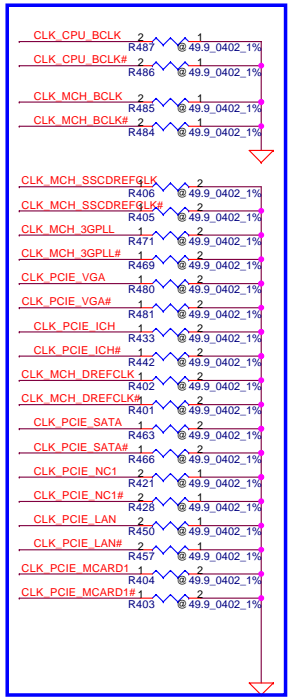 CLK_CPU_BCLK 2 1
R487 @ 49.9_0402_1%
CLK_CPU_BCLK# 2 1
R486 @ 49.9_0402_1%
CLK_MCH_BCLK 2 1
R485 @ 49.9_0402_1%
CLK_MCH_BCLK# 2 1
R484 @ 49.9_0402_1%
CLK_MCH_SSCDREFCLK 1 2
R406 @ 49.9_0402_1%
CLK_MCH_SSCDREFCLK# 1 2
R405 @ 49.9_0402_1%
CLK_MCH_3GPLL 1 2
R471 @ 49.9_0402_1%
CLK_MCH_3GPLL# 1 2
R469 @ 49.9_0402_1%
CLK_PCIE_VGA 1 2
R480 @ 49.9_0402_1%
CLK_PCIE_VGA# 1 2
R481 @ 49.9_0402_1%
CLK_PCIE_ICH 1 2
R433 @ 49.9_0402_1%
CLK_PCIE_ICH# 1 2
R442 @ 49.9_0402_1%
CLK_MCH_DREFCLK 1 2
R402 @ 49.9_0402_1%
CLK_MCH_DREFCLK# 1 2
R401 @ 49.9_0402_1%
CLK_PCIE_SATA 1 2
R463 @ 49.9_0402_1%
CLK_PCIE_SATA# 1 2
R466 @ 49.9_0402_1%
CLK_PCIE_NC1 2 1
R421 @ 49.9_0402_1%
CLK_PCIE_NC1# 2 1
R428 @ 49.9_0402_1%
CLK_PCIE_LAN 2 1
R450 @ 49.9_0402_1%
CLK_PCIE_LAN# 2 1
R457 @ 49.9_0402_1%
CLK_PCIE_MCARD1 1 2
R404 @ 49.9_0402_1%
CLK_PCIE_MCARD1# 1 2
R403 @ 49.9_0402_1%